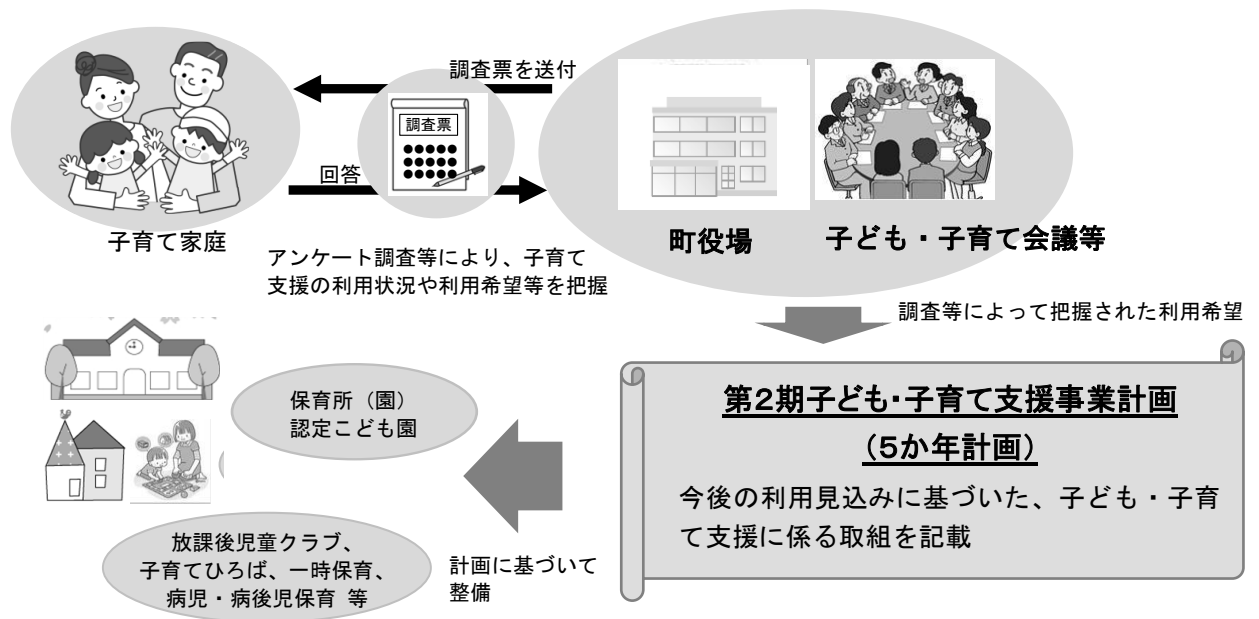 調査票を送付
調査票
回答
子育て家庭
アンケート調査等により、子育て
支援の利用状況や利用希望等を把握
町役場
子ども・子育て会議等
調査等によって把握された利用希望
第2期子ども・子育て支援事業計画
(5か年計画)
今後の利用見込みに基づいた、子ども・子育
て支援に係る取組を記載
計画に基づいて
整備
保育所（園）
認定こども園
放課後児童クラブ、
子育てひろば、一時保育、
病児・病後児保育 等